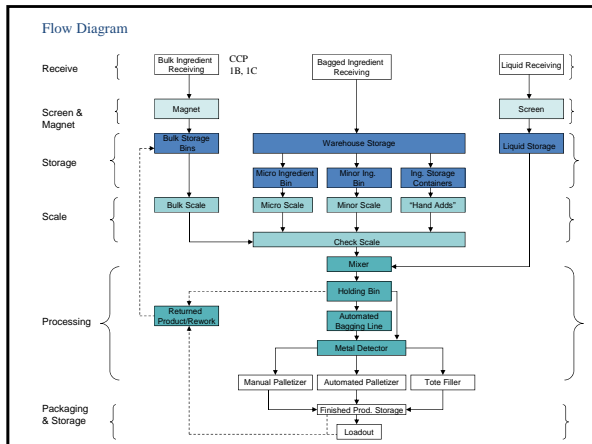 Flow Diagram
Receive
Bulk Ingredient
Receiving
CCP
1B, 1C
Bagged Ingredient
Receiving
Liquid Receiving
Screen &
Magnet
Magnet
Screen
Storage
Bulk Storage
Bins
Warehouse Storage
Liquid Storage
Micro Ingredient
Bin
Minor Ing.
Bin
Ing. Storage
Containers
Scale
Bulk Scale
Micro Scale
Minor Scale
“Hand Adds”
Check Scale
Mixer
Processing
Holding Bin
Returned
Product/Rework
Automated
Bagging Line
Metal Detector
Manual Palletizer
Automated Palletizer
Tote Filler
Packaging
& Storage
Finished Prod. Storage
Loadout